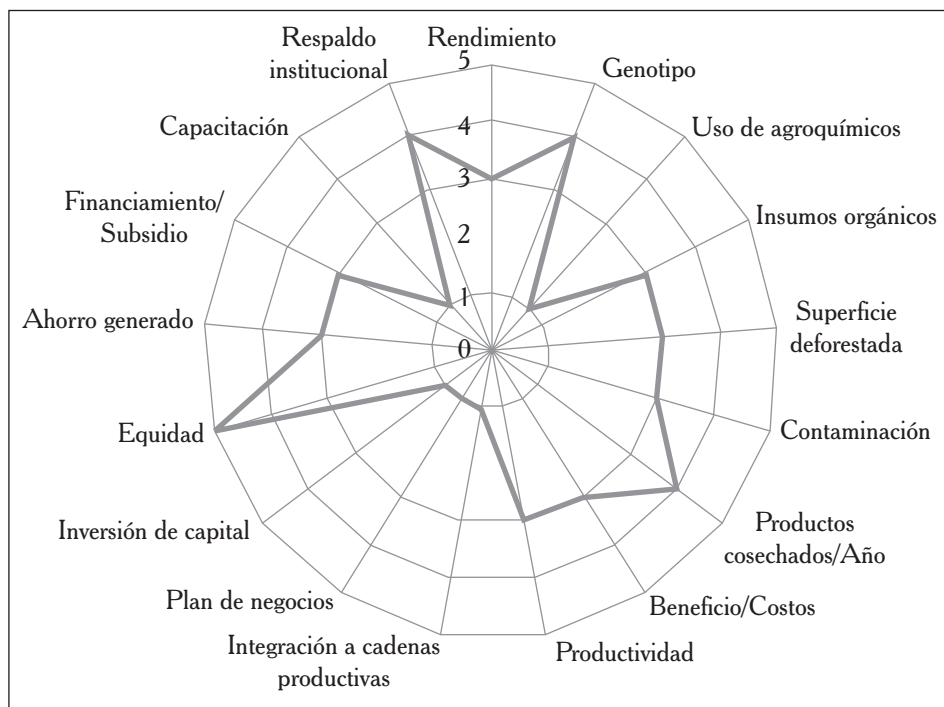 Rendimiento
Genotipo
Uso de agroquímicos
Insumos orgánicos
Superficie
deforestada
Contaminación
Productos
cosechados/Año
Beneficio/Costos
Productividad
Integración a cadenas
productivas
Plan de negocios
Inversión de capital
Equidad
Ahorro generado
Financiamiento/
Subsidio
Capacitación
Respaldo
institucional
5
4
3
2
1
0